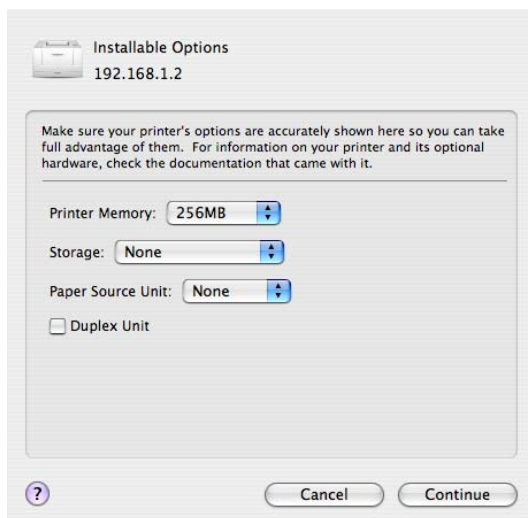 Installable Options
192.168.1.2
Make sure your printer's options are accurately shown here so you can take
full advantage of them. For information on your printer and its optional
hardware, check the documentation that came with it.
Printer Memory: 256MB
Storage: None
Paper Source Unit: None
Duplex Unit
? Cancel Continue